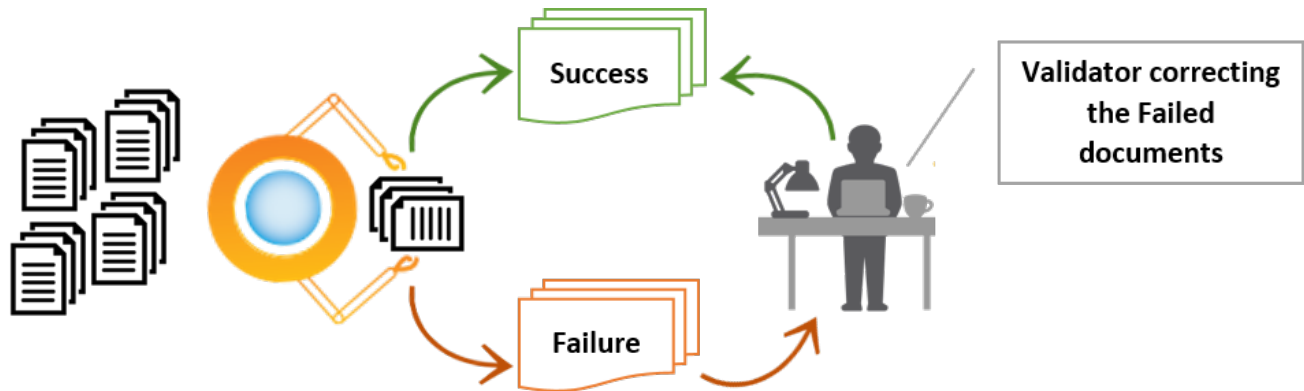 Success
Validator correcting
the Failed
documents
Failure